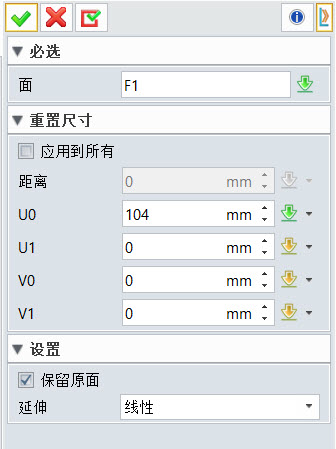 必选
面 F1
重置尺寸
应用到所有
距离 0 mm
U0 104 mm
U1 0 mm
V0 0 mm
V1 0 mm
设置
保留原面
延伸 线性